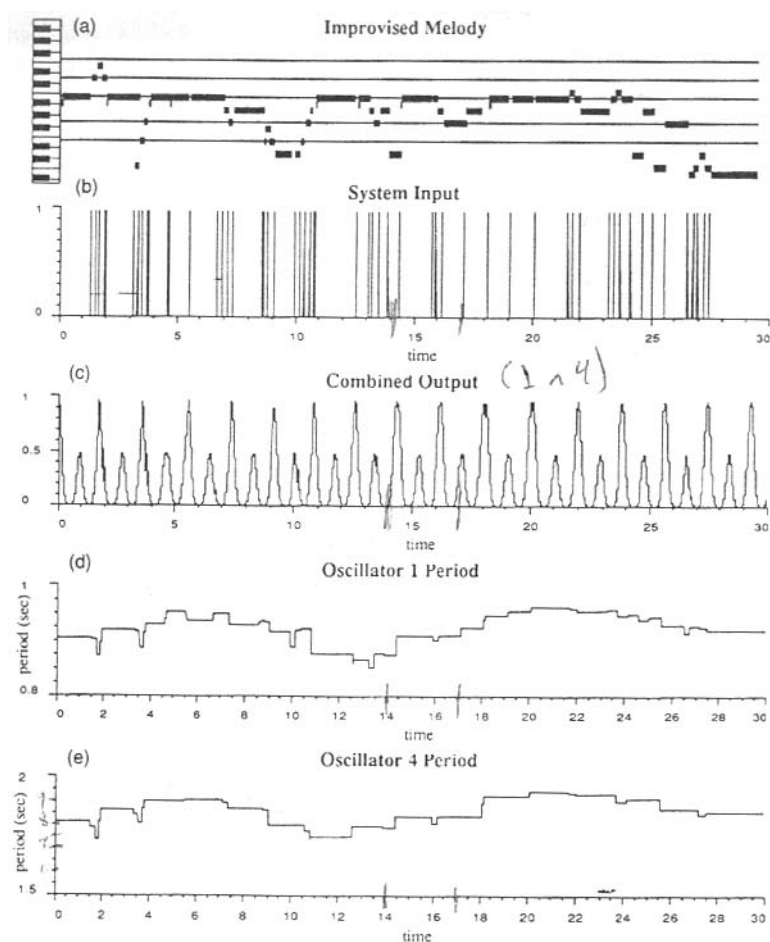 (a) Improvised Melody
(b) System Input
1
0
0 5 10 15 20 25 30
time
(c) Combined Output (1 n 4)
1
0.5
0
0 5 10 15 20 25 30
time
(d) Oscillator 1 Period
1
period (sec)
0.8
0 2 4 6 8 10 12 14 16 18 20 22 24 26 28 30
time
(e) Oscillator 4 Period
2
period (sec)
1.5
0 2 4 6 8 10 12 14 16 18 20 22 24 26 28 30
time